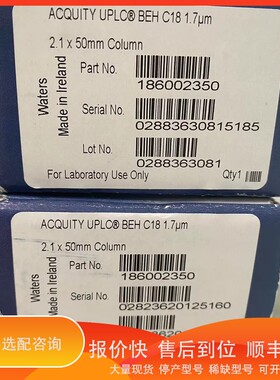 ACQUITY UPLC® BEH C18 1.7µm
2.1 x 50mm Column
Part No.
186002350
Serial No.
02883630815185
Lot No.
0288363081
For Laboratory Use Only
Qty1
Waters
Made in Ireland
ACQUITY UPLC® BEH C18 1.7µm
2.1 x 50mm Column
Part No.
186002350
Serial No.
02823620125160
Waters
Made in Ireland
选配咨询
报价快 售后到位 顺丰
大量现货 停产型号 稀缺型号 可